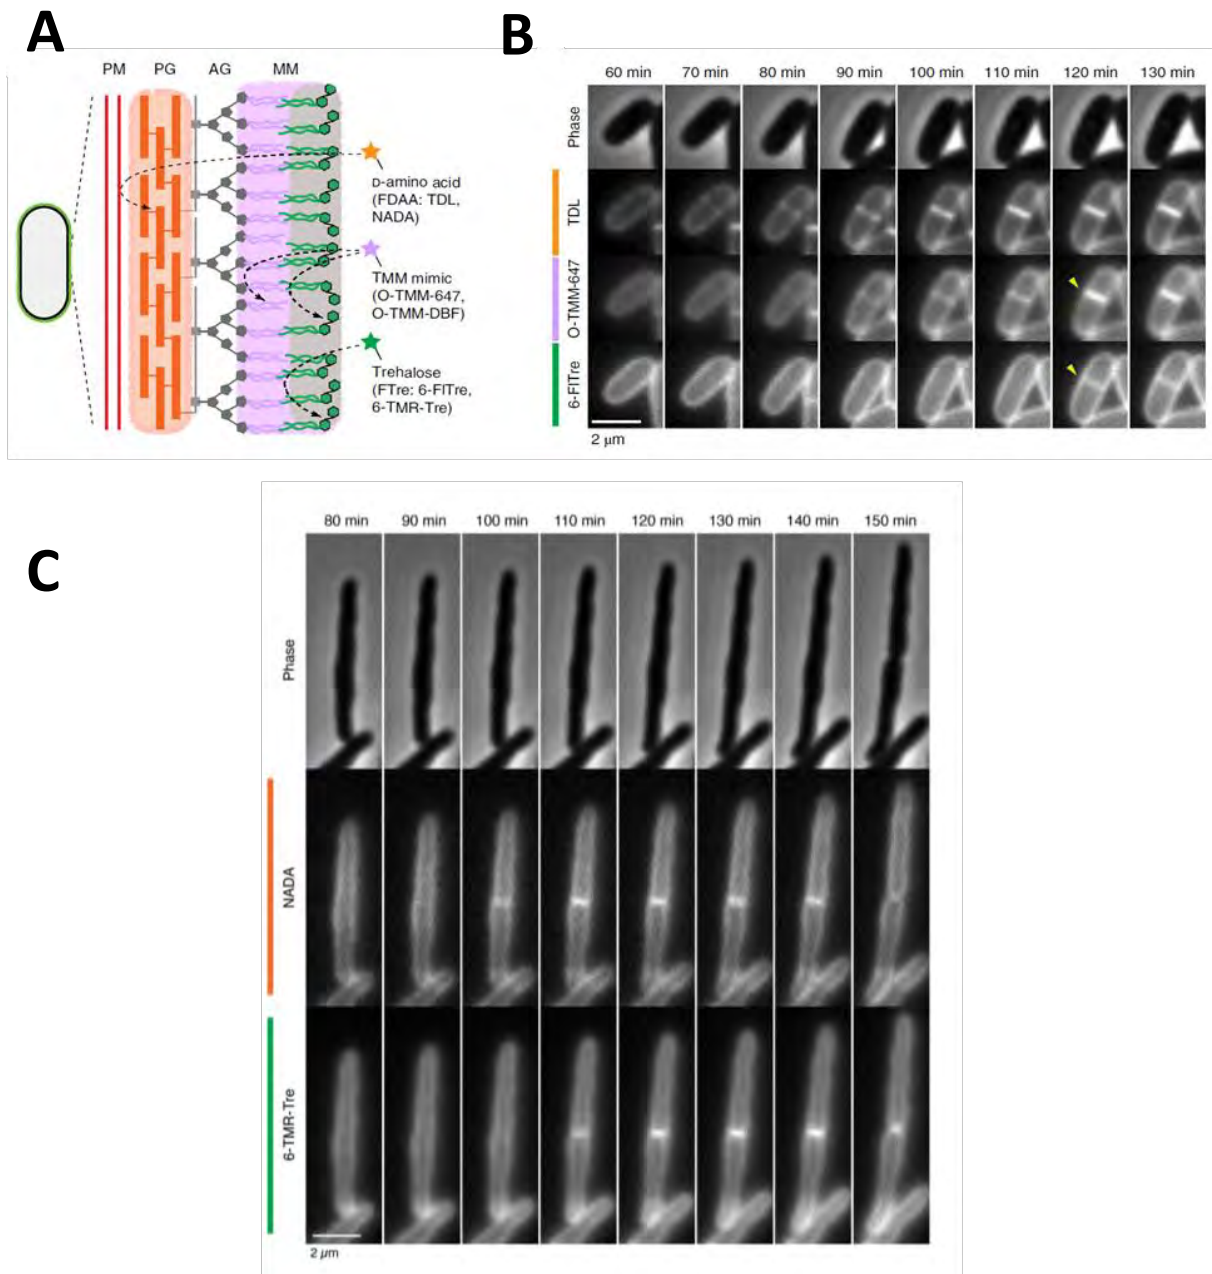 A
PM PG AG MM
D-amino acid
(FDAA: TDL,
NADA)
TMM mimic
(O-TMM-647,
O-TMM-DBF)
Trehalose
(FTre: 6-FlTre,
6-TMR-Tre)
B
60 min 70 min 80 min 90 min 100 min 110 min 120 min 130 min
Phase
TDL
O-TMM-647
6-FlTre
2 μm
C
80 min 90 min 100 min 110 min 120 min 130 min 140 min 150 min
Phase
NADA
6-TMR-Tre
2 μm